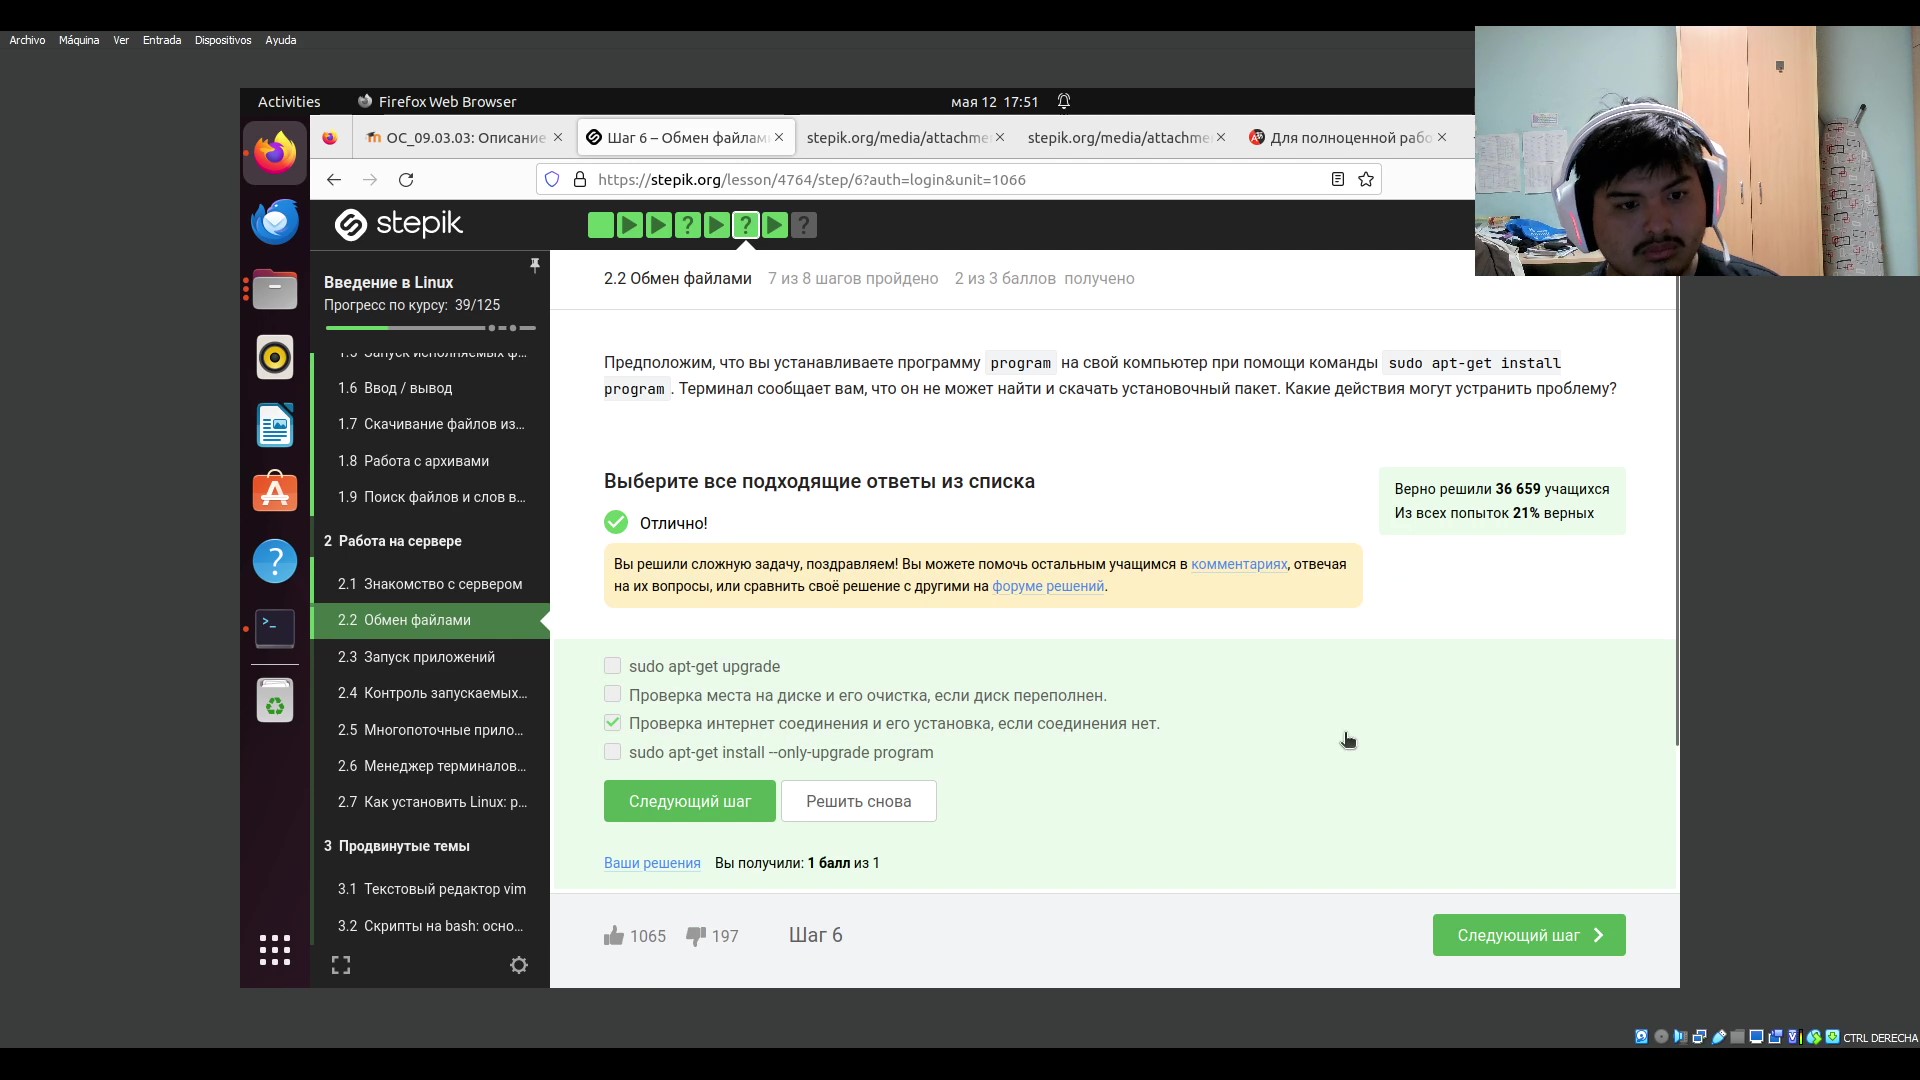 Archivo Máquina Ver Entrada Dispositivos Ayuda
Activities Firefox Web Browser мая 12 17:51
ОС_09.03.03: Описание Шаг 6 – Обмен файлам stepik.org/media/attachme stepik.org/media/attachme Для полноценной рабо
https://stepik.org/lesson/4764/step/6?auth=login&unit=1066
stepik
Введение в Linux
Прогресс по курсу: 39/125
1.5 Запуск исполняемых ф...
1.6 Ввод / вывод
1.7 Скачивание файлов из...
1.8 Работа с архивами
1.9 Поиск файлов и слов в...
2 Работа на сервере
2.1 Знакомство с сервером
2.2 Обмен файлами
2.3 Запуск приложений
2.4 Контроль запускаемых...
2.5 Многопоточные прило...
2.6 Менеджер терминалов...
2.7 Как установить Linux: р...
3 Продвинутые темы
3.1 Текстовый редактор vim
3.2 Скрипты на bash: осно...
2.2 Обмен файлами 7 из 8 шагов пройдено 2 из 3 баллов получено
Предположим, что вы устанавливаете программу program на свой компьютер при помощи команды sudo apt-get install
program. Терминал сообщает вам, что он не может найти и скачать установочный пакет. Какие действия могут устранить проблему?
Выберите все подходящие ответы из списка
Отлично!
Верно решили 36 659 учащихся
Из всех попыток 21% верных
Вы решили сложную задачу, поздравляем! Вы можете помочь остальным учащимся в комментариях, отвечая
на их вопросы, или сравнить своё решение с другими на форуме решений.
sudo apt-get upgrade
Проверка места на диске и его очистка, если диск переполнен.
Проверка интернет соединения и его установка, если соединения нет.
sudo apt-get install --only-upgrade program
Следующий шаг Решить снова
Ваши решения Вы получили: 1 балл из 1
1065 197 Шаг 6 Следующий шаг
CTRL DERECHA